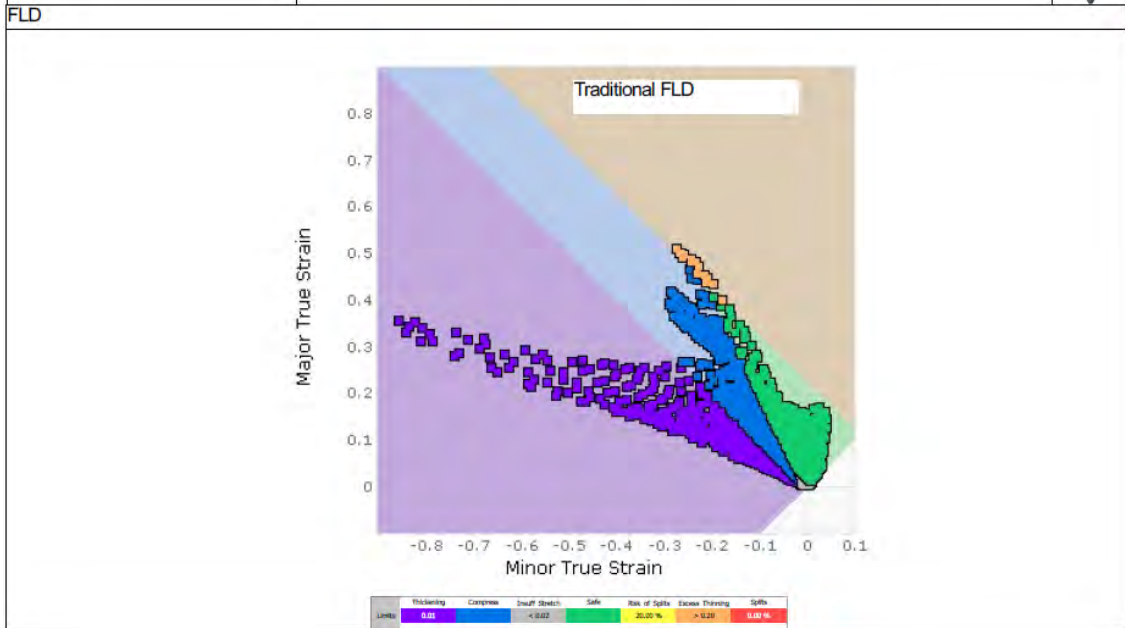 FLD
Traditional FLD
0.8
0.7
0.6
0.5
0.4
0.3
0.2
0.1
0
Major True Strain
-0.8 -0.7 -0.6 -0.5 -0.4 -0.3 -0.2 -0.1 0 0.1
Minor True Strain
Thickening Compress Insuff Stretch Safe Risk of Splits Excess Thinning Splits
Limits 0.01 < 0.02 20.00 % > 0.20 0.00 %